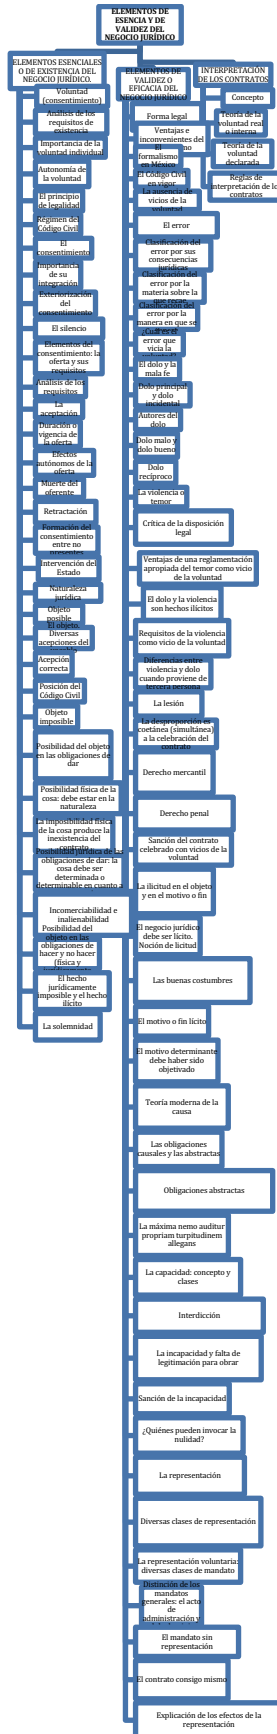 ELEMENTOS DE
ESENCIA Y DE
VALIDEZ DEL
NEGOCIO JURÍDICO
ELEMENTOS ESENCIALES
O DE EXISTENCIA DEL
NEGOCIO JURÍDICO.
Voluntad
(consentimiento)
Análisis de los
requisitos de
existencia
Importancia de la
voluntad individual
Autonomía de
la voluntad
El principio
de legalidad
Régimen del
Código Civil
El
consentimiento
Importancia
de su
integración
Exteriorización
del
consentimiento
El silencio
Elementos del
consentimiento: la
oferta y sus
requisitos
Análisis de los
requisitos
La
aceptación
Duración o
vigencia de
la oferta
Efectos
autónomos de la
oferta
Muerte del
oferente
Retractación
Formación del
consentimiento
entre no
presentes
Intervención del
Estado
Naturaleza
jurídica
Objeto
posible
El objeto.
Diversas
acepciones del
Acepción
correcta
Posición del
Código Civil
Objeto
imposible
Posibilidad del objeto
en las obligaciones de
dar
Posibilidad física de la
cosa: debe estar en la
naturaleza
La imposibilidad física
de la cosa produce la
inexistencia del
contrato
Posibilidad jurídica de las
obligaciones de dar: la
cosa debe ser
determinada o
determinable en cuanto a
Incomerciabilidad e
inalienabilidad
Posibilidad del
objeto en las
obligaciones de
hacer y no hacer
(física y
jurídicamente
El hecho
jurídicamente
imposible y el hecho
ilícito
La solemnidad
ELEMENTOS DE
VALIDEZ O
EFICACIA DEL
NEGOCIO JURÍDICO
Forma legal
Ventajas e
inconvenientes del
El
formalismo
en México
El Código Civil
en vigor
La ausencia de
vicios de la
voluntad
El error
Clasificación del
error por sus
consecuencias
jurídicas
Clasificación del
error por la
materia sobre la
que recae
Clasificación del
error por la
manera en que se
¿Cuál es el
error que
vicia la
voluntad?
El dolo y la
mala fe
Dolo principal
y dolo
incidental
Autores del
dolo
Dolo malo y
dolo bueno
Dolo
recíproco
La violencia o
temor
Crítica de la disposición
legal
Ventajas de una reglamentación
apropiada del temor como vicio
de la voluntad
El dolo y la violencia
son hechos ilícitos
Requisitos de la violencia
como vicio de la voluntad
Diferencias entre
violencia y dolo
cuando proviene de
tercera persona
La lesión
La desproporción es
coetánea (simultánea)
a la celebración del
contrato
Derecho mercantil
Derecho penal
Sanción del contrato
celebrado con vicios de la
voluntad
La ilicitud en el objeto
y en el motivo o fin
El negocio jurídico
debe ser lícito.
Noción de licitud
Las buenas costumbres
El motivo o fin lícito
El motivo determinante
debe haber sido
objetivado
Teoría moderna de la
causa
Las obligaciones
causales y las abstractas
Obligaciones abstractas
La máxima nemo auditur
propriam turpitudinem
allegans
La capacidad: concepto y
clases
Interdicción
La incapacidad y falta de
legitimación para obrar
Sanción de la incapacidad
¿Quiénes pueden invocar la
nulidad?
La representación
Diversas clases de representación
La representación voluntaria:
diversas clases de mandato
Distinción de los
mandatos
generales: el acto
de
administración y
El mandato sin
representación
El contrato consigo mismo
Explicación de los efectos de la
representación
INTERPRETACIÓN
DE LOS CONTRATOS
Concepto
Teoría de la
voluntad real
o interna
Teoría de la
voluntad
declarada
Reglas de
interpretación de los
contratos